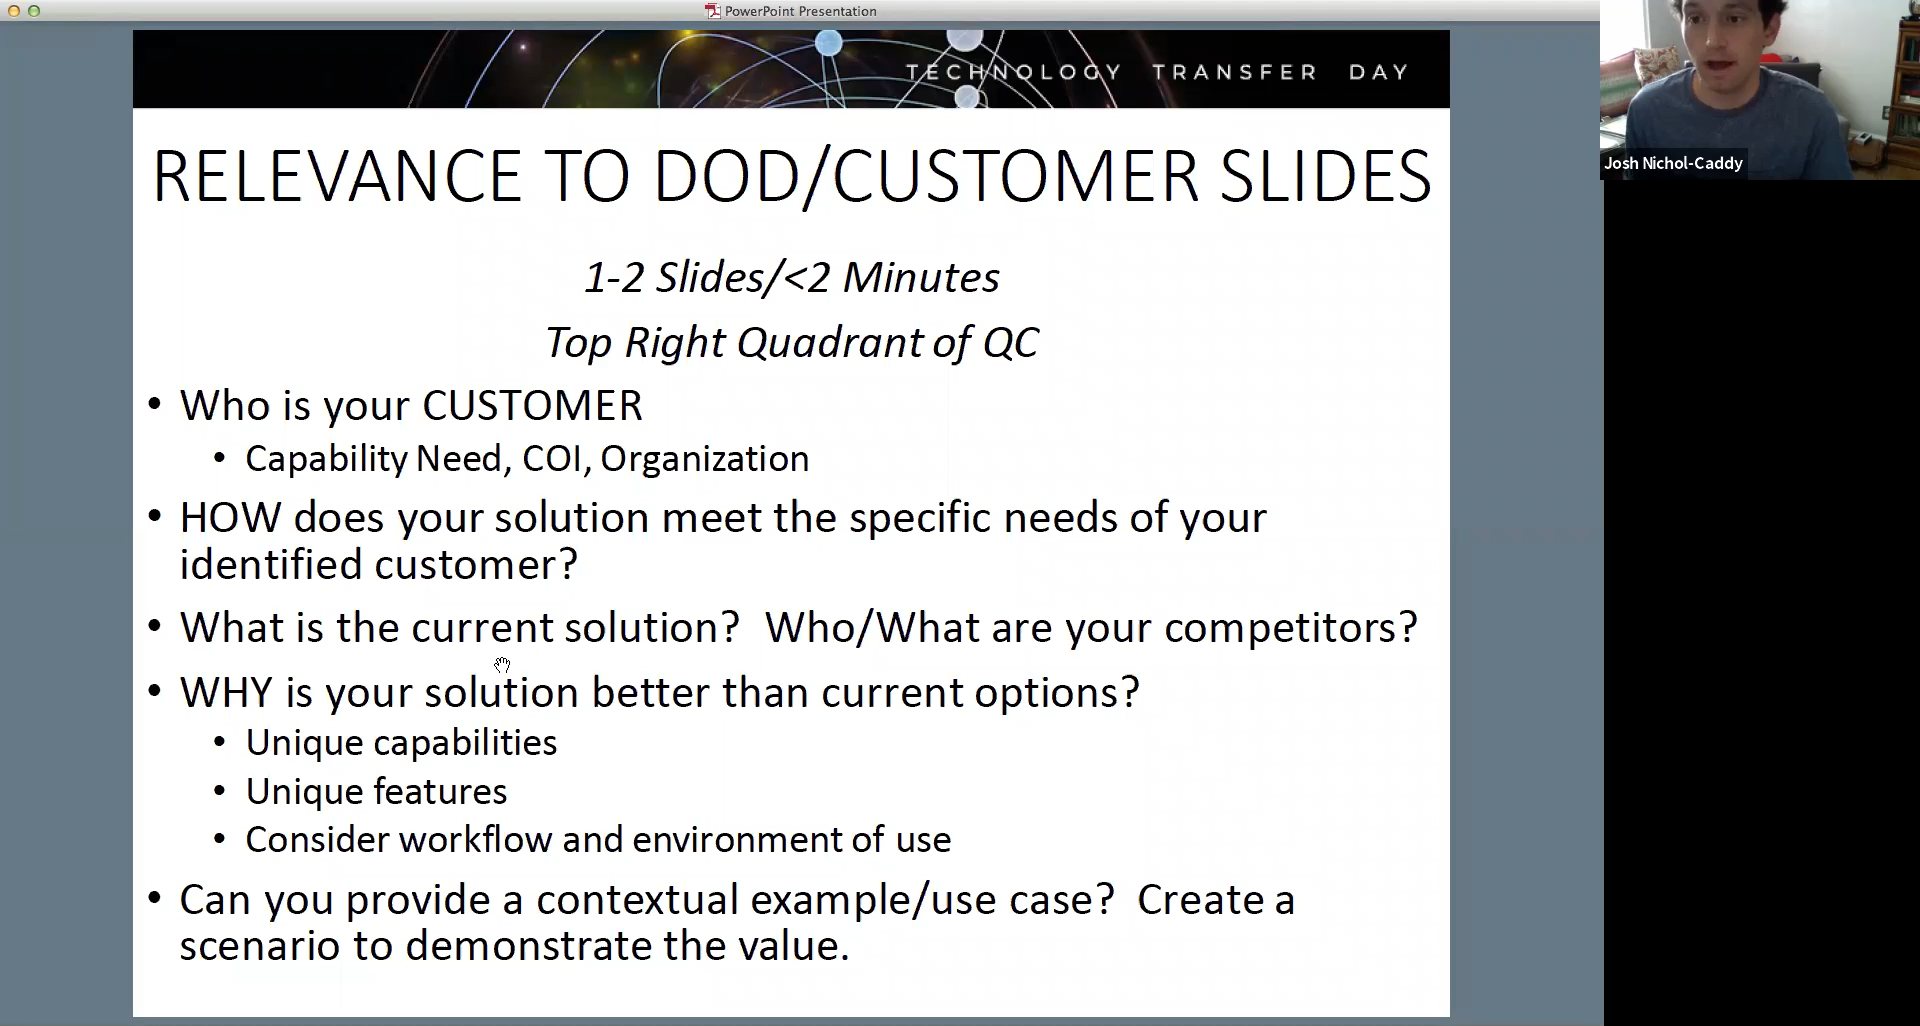 PowerPoint Presentation
TECHNOLOGY TRANSFER DAY
RELEVANCE TO DOD/CUSTOMER SLIDES
1-2 Slides/<2 Minutes
Top Right Quadrant of QC
• Who is your CUSTOMER
• Capability Need, COI, Organization
• HOW does your solution meet the specific needs of your
identified customer?
• What is the current solution? Who/What are your competitors?
• WHY is your solution better than current options?
• Unique capabilities
• Unique features
• Consider workflow and environment of use
• Can you provide a contextual example/use case? Create a
scenario to demonstrate the value.
Josh Nichol-Caddy